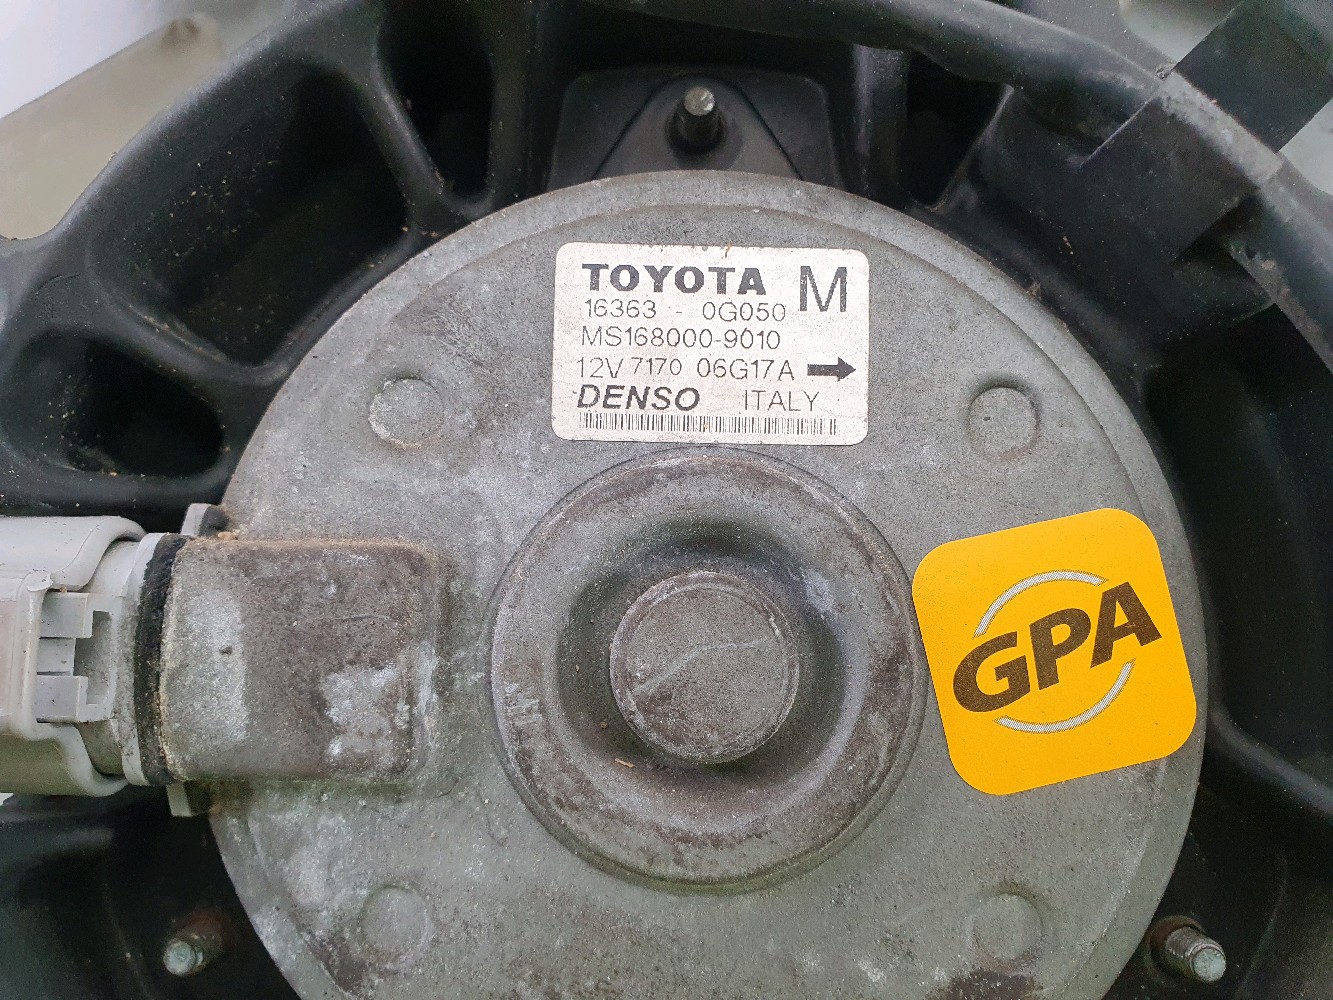 TOYOTA M
16363 - 0G050
MS168000-9010
12V 7170 06G17A
DENSO ITALY
GPA